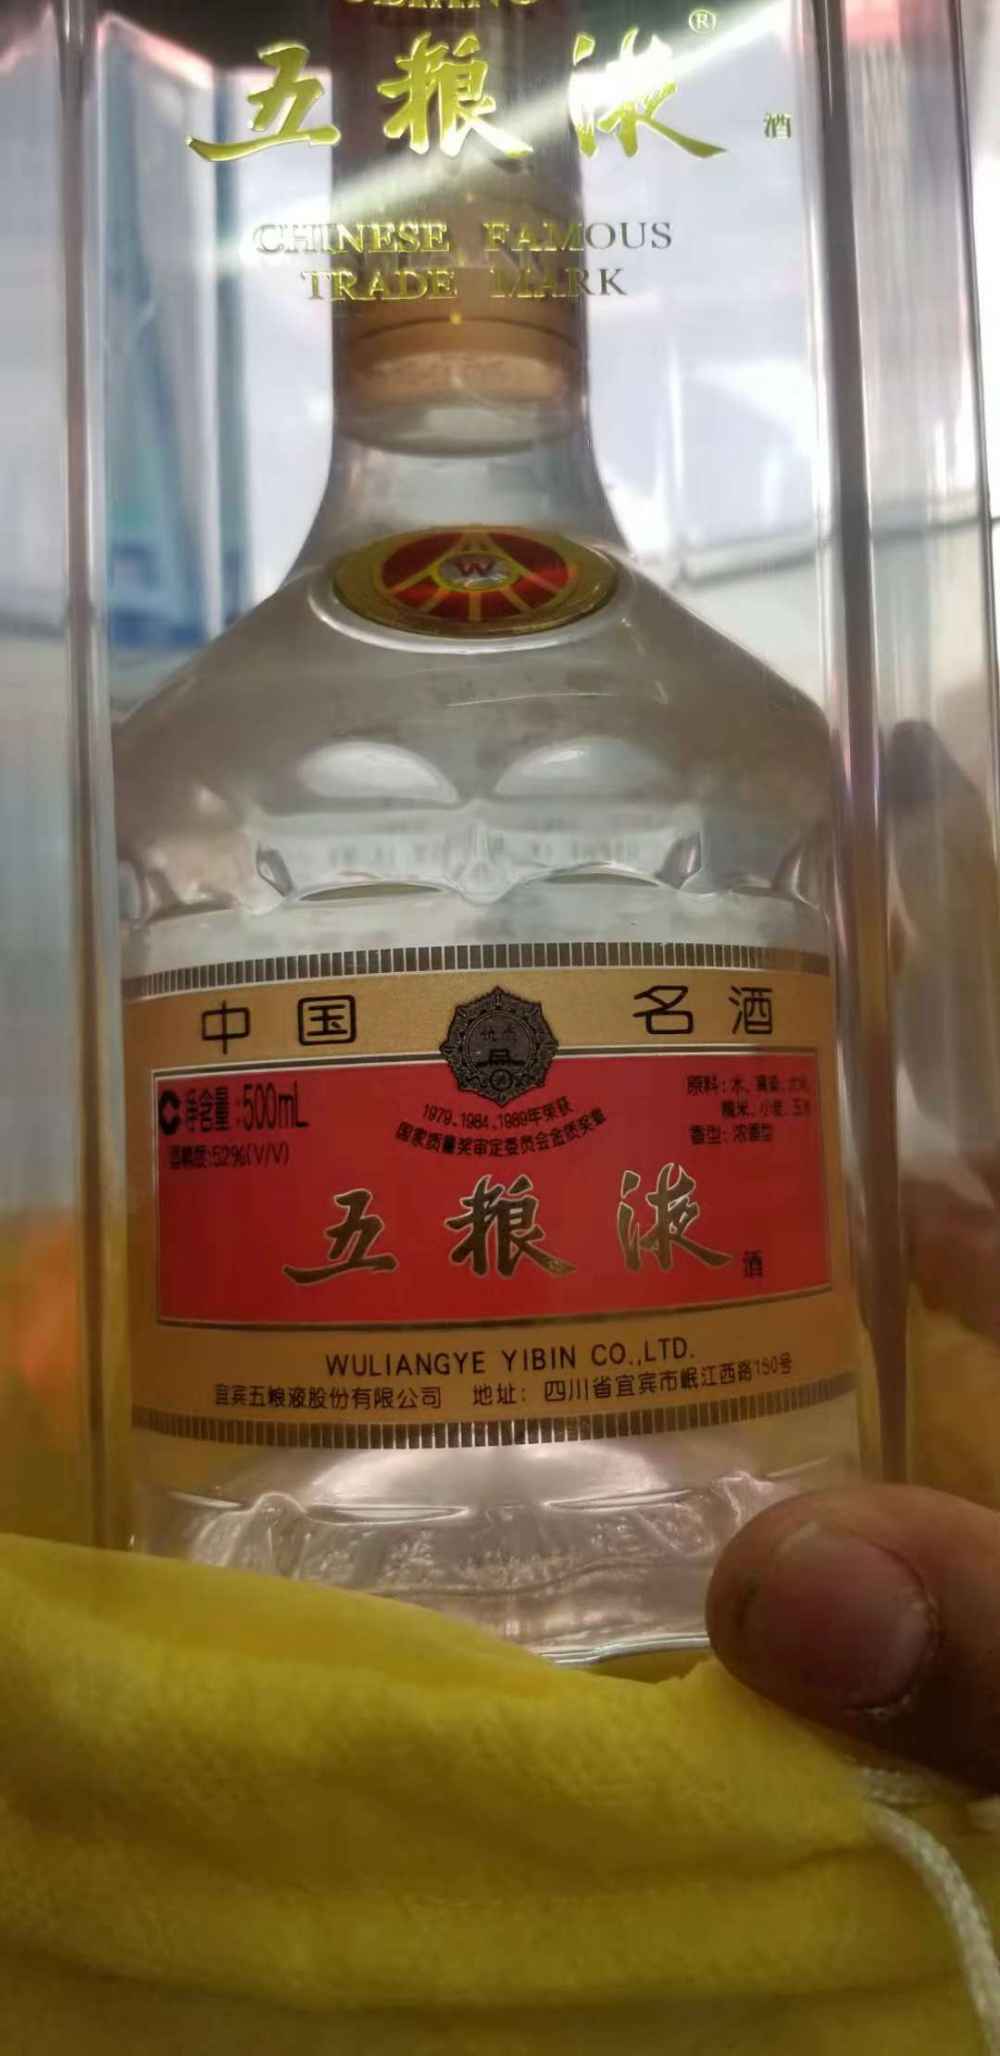 五粮液® 酒
CHINESE FAMOUS
TRADE MARK
W
中国名酒
净含量:500mL
酒精度:52%(V/V)
1979、1984、1989年荣获
国家质量奖审定委员会金质奖章
原料:水、高粱、大米、
糯米、小麦、玉米
香型:浓香型
五粮液 酒
WULIANGYE YIBIN CO.,LTD.
宜宾五粮液股份有限公司 地址：四川省宜宾市岷江西路150号